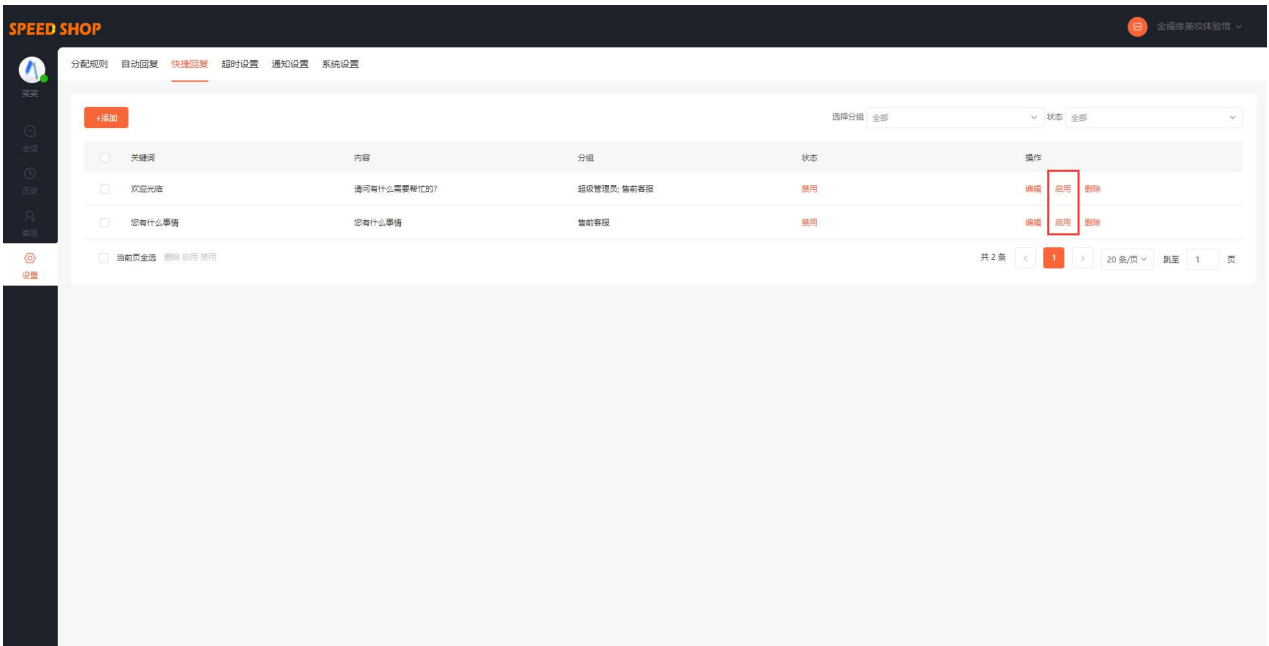 SPEED SHOP
金福缘美妆体验馆
笑笑
分配规则 自动回复 快捷回复 超时设置 通知设置 系统设置
+添加 选择分组 全部 状态 全部
会话
历史
客服
设置
关键词 内容 分组 状态 操作
欢迎光临 请问有什么需要帮忙的? 超级管理员; 售前客服 禁用 编辑 启用 删除
您有什么事情 您有什么事情 售前客服 禁用 编辑 启用 删除
当前页全选 删除 启用 禁用 共 2 条 < 1 > 20 条/页 跳至 1 页